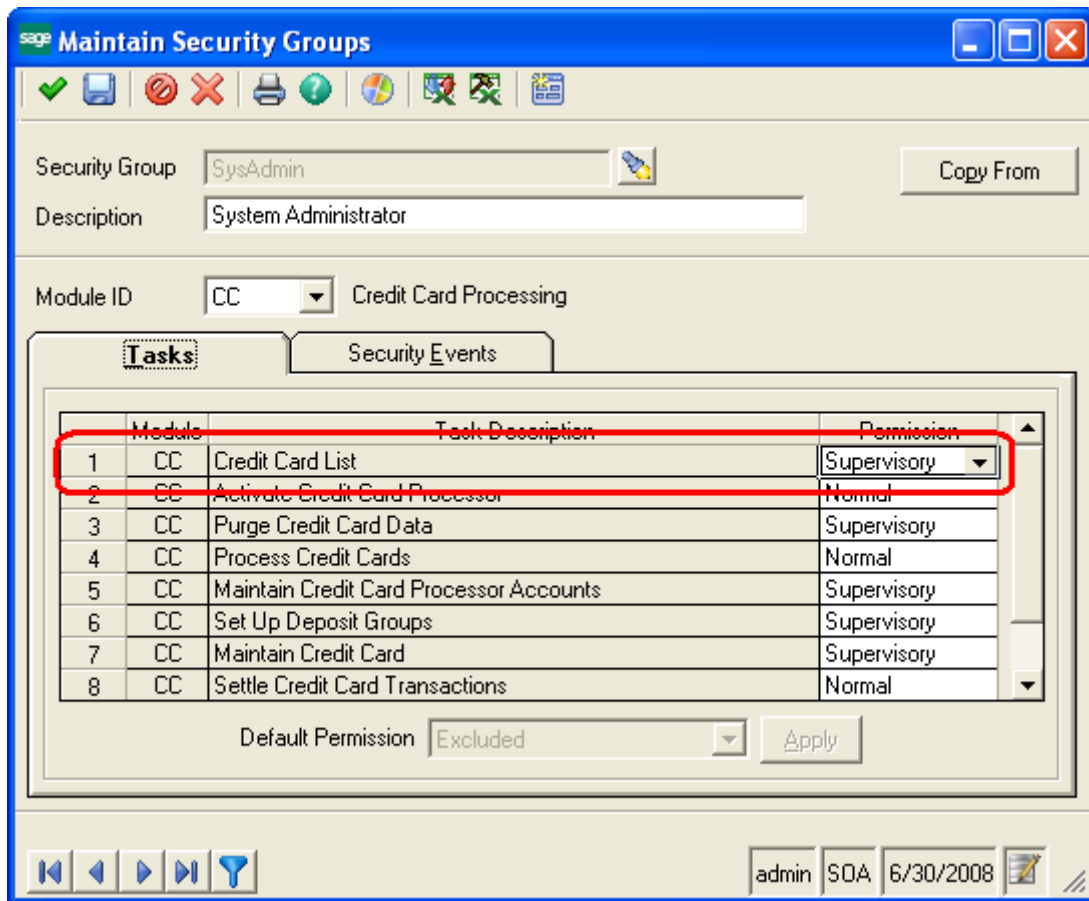 sage Maintain Security Groups
Security Group SysAdmin Copy From
Description System Administrator
Module ID CC Credit Card Processing
Tasks Security Events
Module Task Description Permission
1 CC Credit Card List Supervisory
2 CC Activate Credit Card Processor Normal
3 CC Purge Credit Card Data Supervisory
4 CC Process Credit Cards Normal
5 CC Maintain Credit Card Processor Accounts Supervisory
6 CC Set Up Deposit Groups Supervisory
7 CC Maintain Credit Card Supervisory
8 CC Settle Credit Card Transactions Normal
Default Permission Excluded Apply
admin SOA 6/30/2008